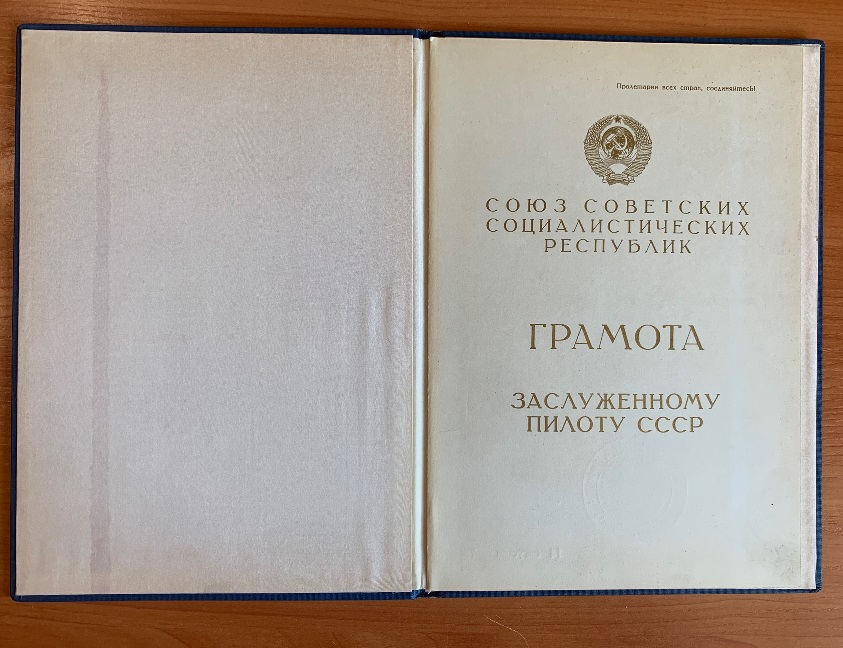 Пролетарии всех стран, соединяйтесь!
СОЮЗ СОВЕТСКИХ
СОЦИАЛИСТИЧЕСКИХ
РЕСПУБЛИК
ГРАМОТА
ЗАСЛУЖЕННОМУ
ПИЛОТУ СССР